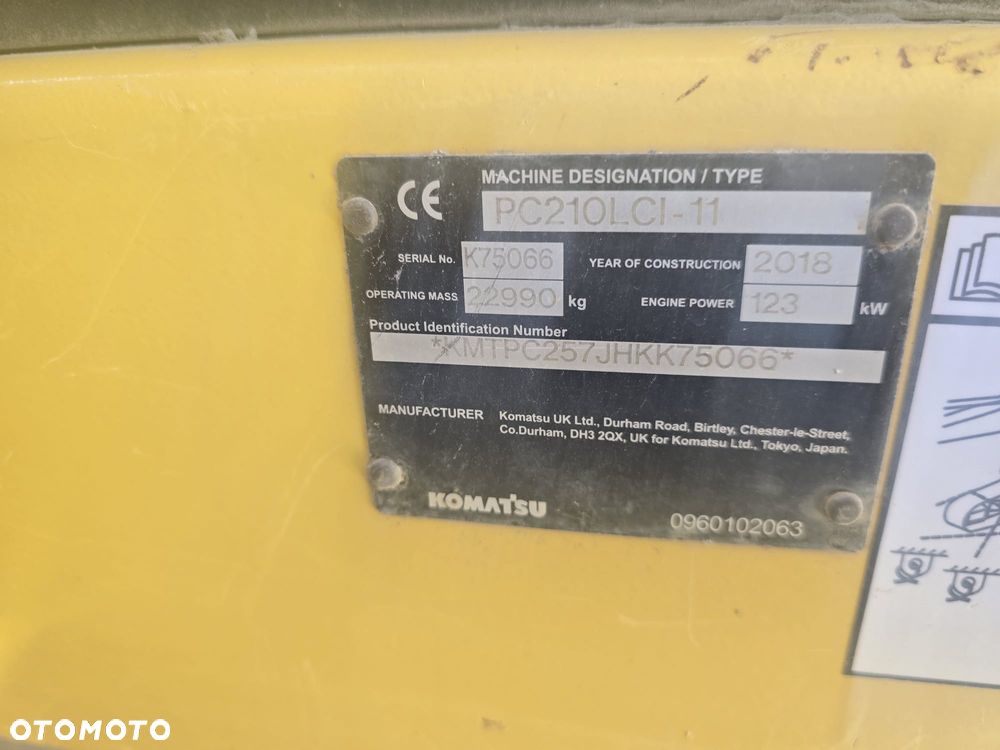 CE
MACHINE DESIGNATION / TYPE
PC210LCI-11
SERIAL No. K75066 YEAR OF CONSTRUCTION 2018
OPERATING MASS 22990 kg ENGINE POWER 123 kW
Product Identification Number
*KMTPC257JHKK75066*
MANUFACTURER Komatsu UK Ltd., Durham Road, Birtley, Chester-le-Street,
Co.Durham, DH3 2QX, UK for Komatsu Ltd., Tokyo, Japan.
KOMATSU 0960102063
OTOMOTO